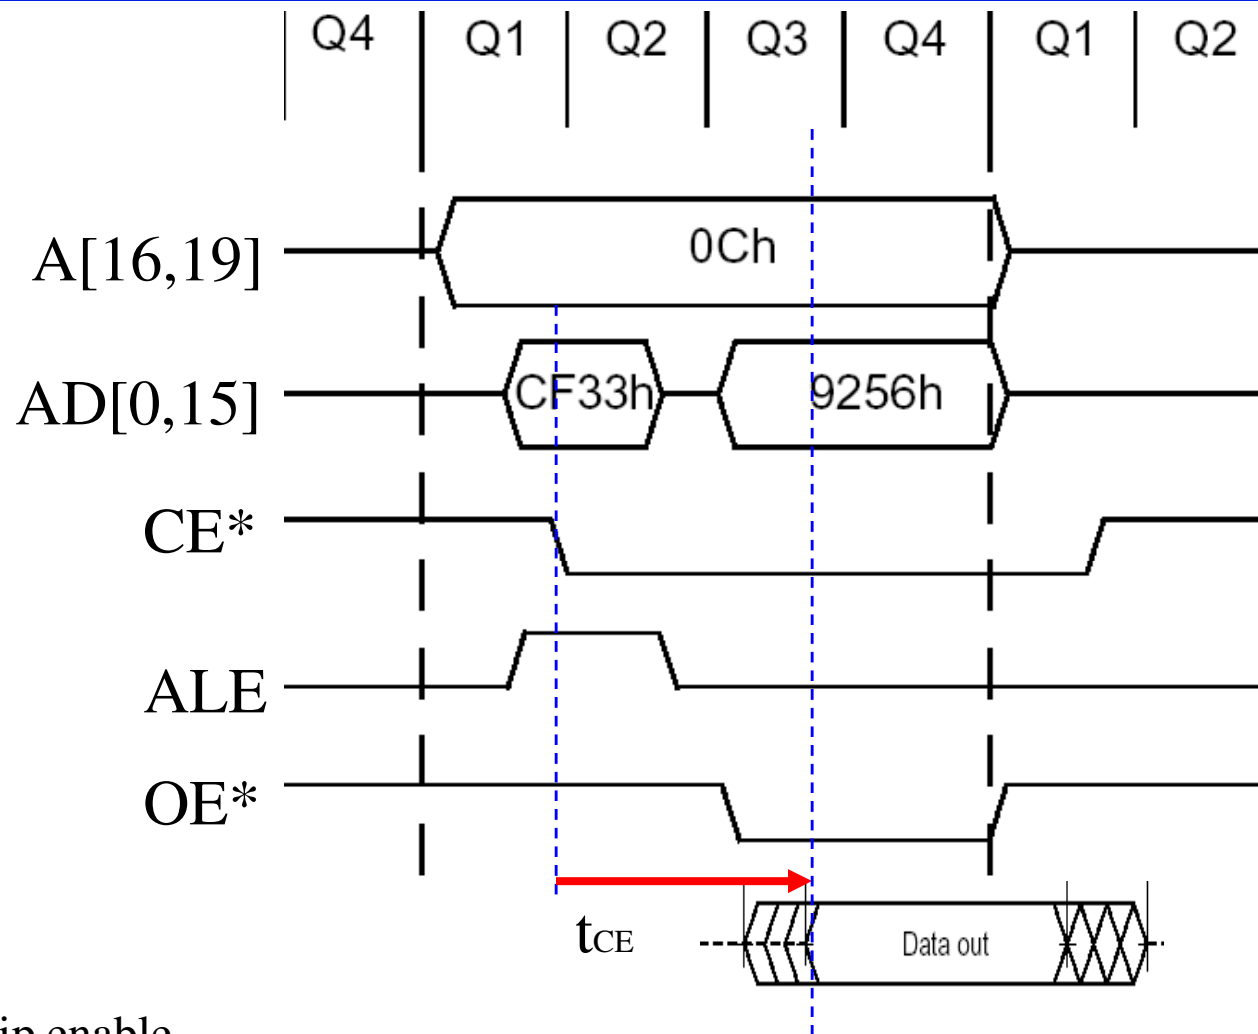 Q4 Q1 Q2 Q3 Q4 Q1 Q2
A[16,19] 0Ch
AD[0,15] CF33h 9256h
CE*
ALE
OE*
tCE Data out
enable